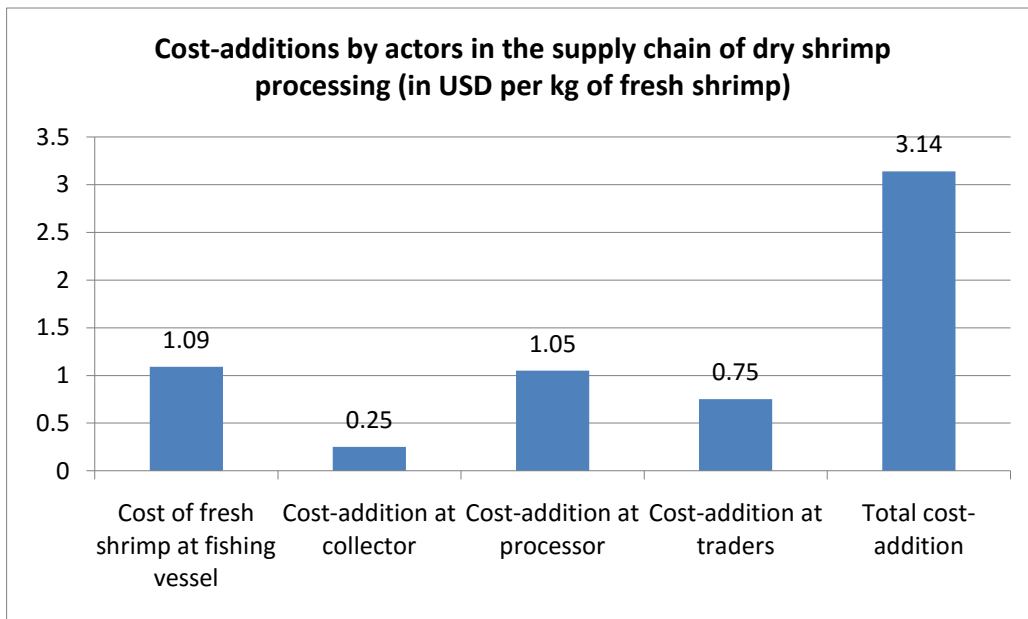 Cost-additions by actors in the supply chain of dry shrimp
processing (in USD per kg of fresh shrimp)
3.5
3
2.5
2
1.5
1
0.5
0
1.09
0.25
1.05
0.75
3.14
Cost of fresh
shrimp at fishing
vessel
Cost-addition at
collector
Cost-addition at
processor
Cost-addition at
traders
Total cost-
addition